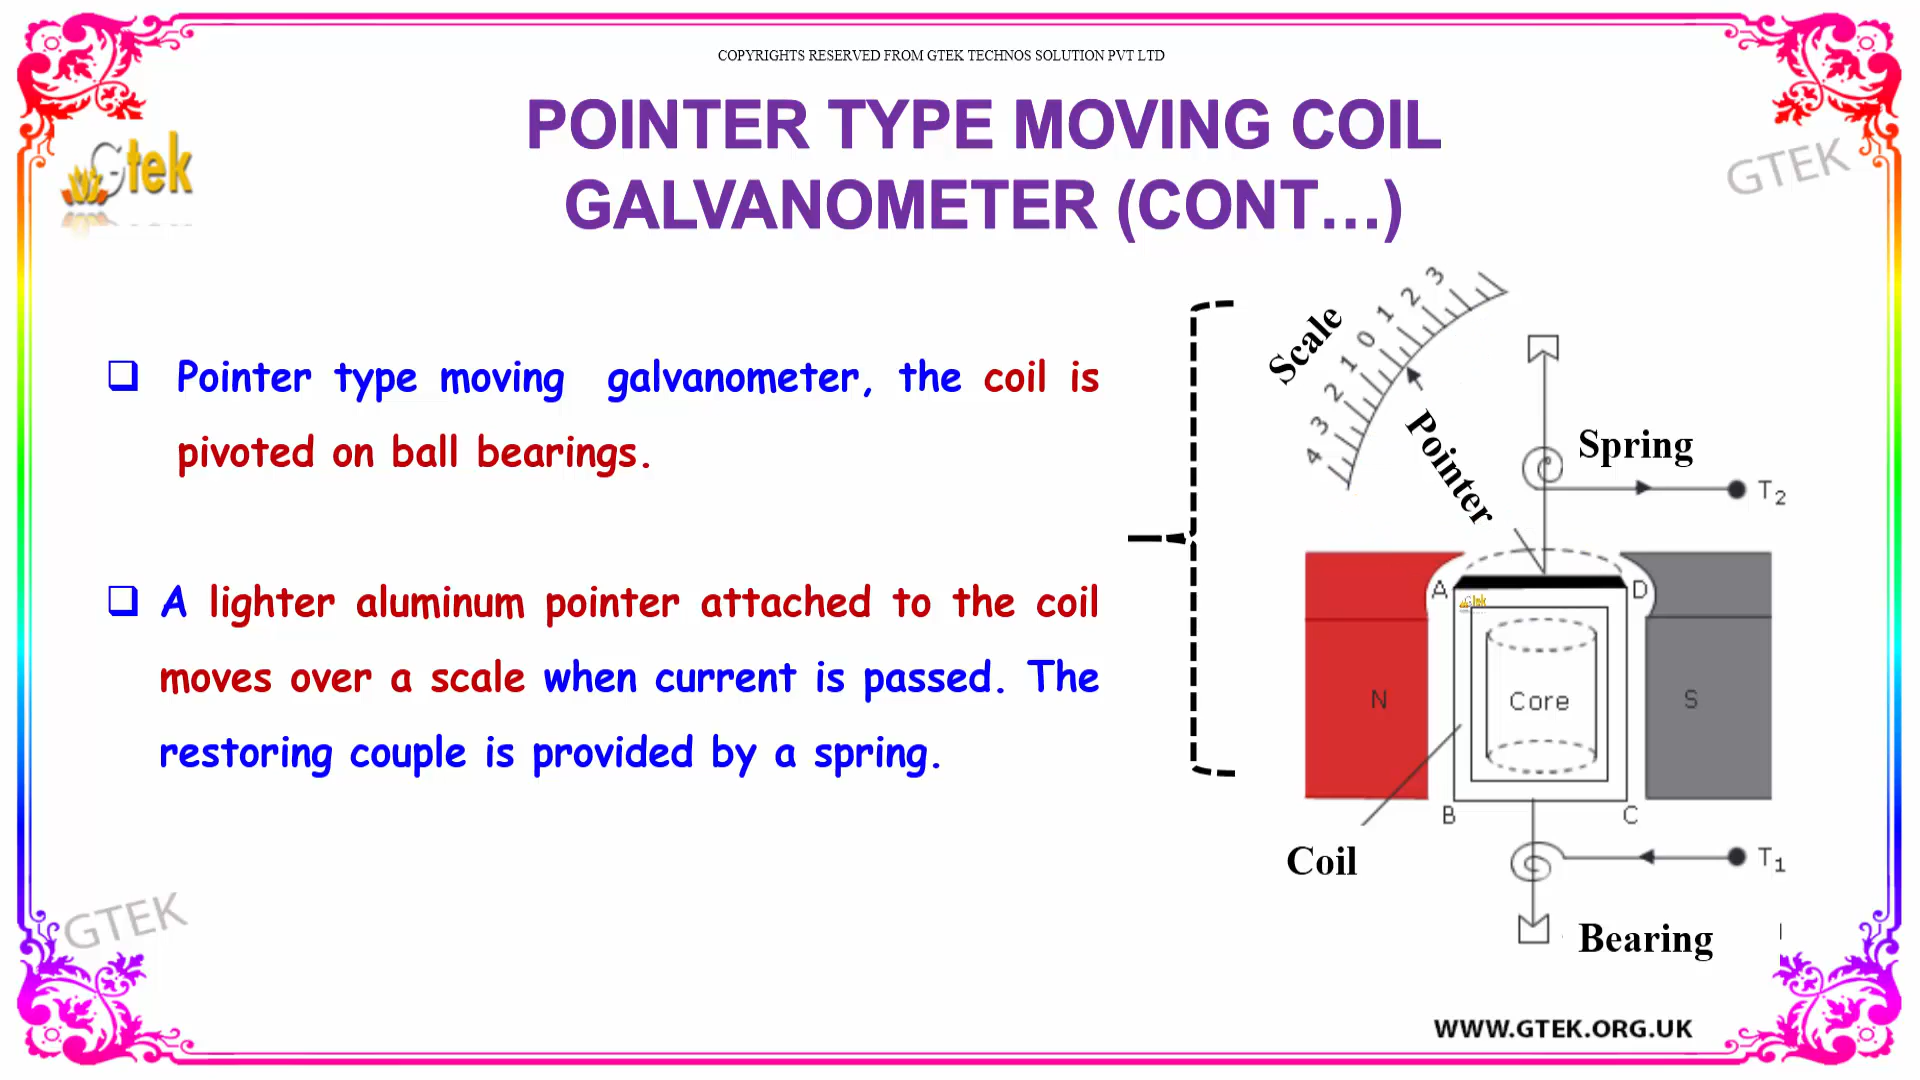 COPYRIGHTS RESERVED FROM GTEK TECHNOS SOLUTION PVT LTD
POINTER TYPE MOVING COIL
GALVANOMETER (CONT...)
Gtek
GTEK
Pointer type moving galvanometer, the coil is
pivoted on ball bearings.
A lighter aluminum pointer attached to the coil
moves over a scale when current is passed. The
restoring couple is provided by a spring.
Scale
4 3 2 1 0 1 2 3
Pointer
Spring
T2
A
D
Gtek
N
Core
S
B
C
Coil
T1
Bearing
GTEK
WWW.GTEK.ORG.UK